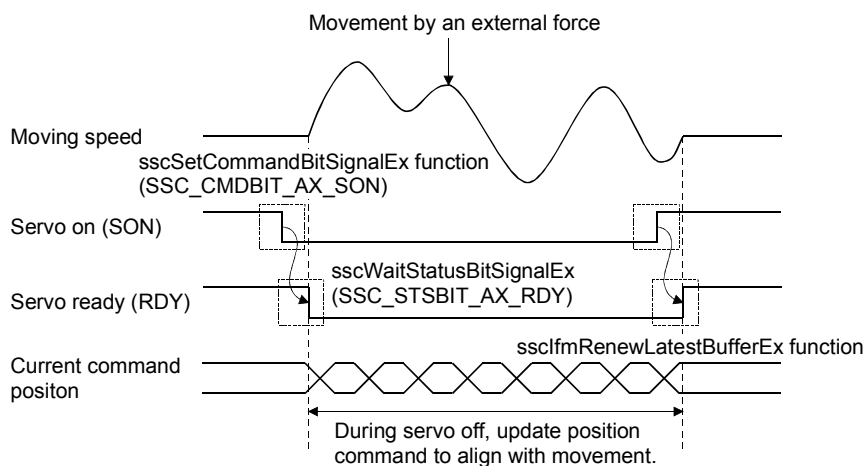 Movement by an external force
Moving speed
sscSetCommandBitSignalEx function
(SSC_CMDBIT_AX_SON)
Servo on (SON)
sscWaitStatusBitSignalEx
(SSC_STSBIT_AX_RDY)
Servo ready (RDY)
sscIfmRenewLatestBufferEx function
Current command
positon
During servo off, update position
command to align with movement.